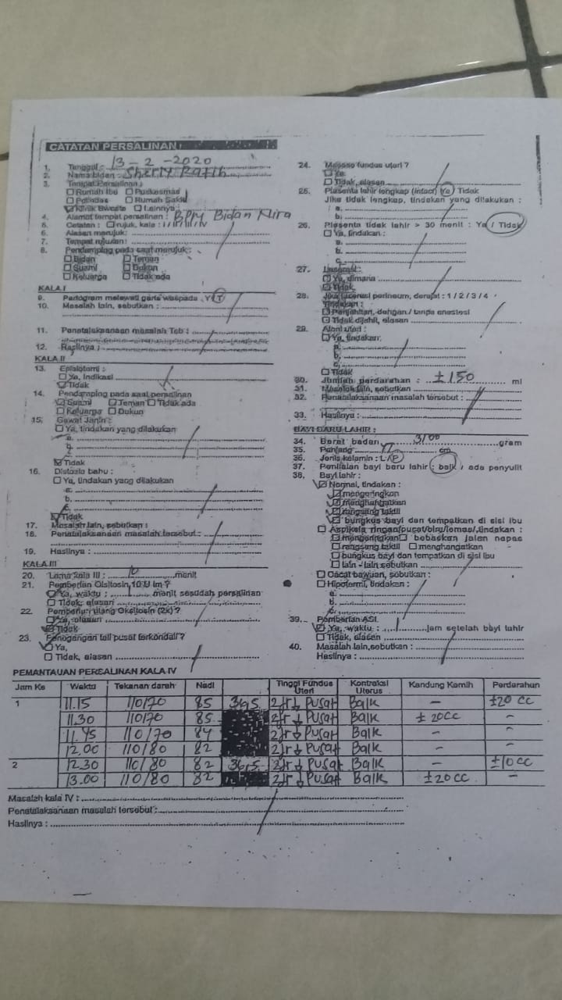 CATATAN PERSALINAN
1. Tanggal : 13 - 2 - 2020
2. Nama bidan : Sherly Ratih
3. Tempat Persalinan :
☐ Rumah Ibu ☐ Puskesmas
☐ Polindes ☐ Rumah Sakit
☑ Klinik Swasta ☐ Lainnya :
4. Alamat tempat persalinan : BPM Bidan Mira
5. Catatan : ☐ rujuk, kala : I / II / III / IV
6. Alasan merujuk:
7. Tempat rujukan:
8. Pendamping pada saat merujuk:
☐ Bidan ☐ Teman
☐ Suami ☐ Dukun
☐ Keluarga ☐ Tidak ada
KALA I
9. Partogram melewati garis waspada : Y / T
10. Masalah lain, sebutkan :
11. Penatalaksanaan masalah Tsb :
12. Hasilnya :
KALA II
13. Episiotomi :
☐ Ya, Indikasi
☑ Tidak
14. Pendamping pada saat persalinan
☑ Suami ☐ Teman ☐ Tidak ada
☐ Keluarga ☐ Dukun
15. Gawat Janin :
☐ Ya, tindakan yang dilakukan
a.
b.
c.
☑ Tidak
16. Distosia bahu :
☐ Ya, tindakan yang dilakukan
a.
b.
c.
☑ Tidak
17. Masalah lain, sebutkan :
18. Penatalaksanaan masalah tersebut :
19. Hasilnya :
KALA III
20. Lama kala III : 10 menit
21. Pemberian Oksitosin 10 U im ?
☑ Ya, waktu : 1 menit sesudah persalinan
☐ Tidak, alasan
22. Pemberian ulang Oksitosin (2x) ?
☐ Ya, alasan
☑ Tidak
23. Penegangan tali pusat terkendali ?
☑ Ya,
☐ Tidak, alasan
24. Masase fundus uteri ?
☐ Ya.
☐ Tidak, alasan
25. Plasenta lahir lengkap (intact) Ya / Tidak
Jika tidak lengkap, tindakan yang dilakukan :
a.
b.
26. Plasenta tidak lahir > 30 menit : Ya / Tidak
☐ Ya, tindakan :
a.
b.
c.
27. Laserasi :
☐ Ya, dimana
☑ Tidak
28. Jika laserasi perineum, derajat : 1 / 2 / 3 / 4
Tindakan :
☐ Penjahitan, dengan / tanpa anestesi
☐ Tidak dijahit, alasan
29. Atoni uteri :
☐ Ya, tindakan
a.
b.
c.
☐ Tidak
30. Jumlah perdarahan : ±150 ml
31. Masalah lain, sebutkan
32. Penatalaksanaan masalah tersebut :
33. Hasilnya :
BAYI BARU LAHIR :
34. Berat badan 3100 gram
35. Panjang cm
36. Jenis kelamin : L / P
37. Penilaian bayi baru lahir : baik / ada penyulit
38. Bayi lahir :
☑ Normal, tindakan :
☑ mengeringkan
☑ menghangatkan
☑ rangsang taktil
☑ bungkus bayi dan tempatkan di sisi ibu
☐ Aspiksia ringan/pucat/biru/lemas/,tindakan :
☐ mengeringkan ☐ bebaskan jalan napas
☐ rangsang taktil ☐ menghangatkan
☐ bungkus bayi dan tempatkan di sisi ibu
☐ lain - lain sebutkan
☐ Cacat bawaan, sebutkan :
☐ Hipotermi, tindakan :
a.
b.
c.
39. Pemberian ASI
☑ Ya, waktu : 1 jam setelah bayi lahir
☐ Tidak, alasan
40. Masalah lain,sebutkan :
Hasilnya :
PEMANTAUAN PERSALINAN KALA IV
Jam Ke Waktu Tekanan darah Nadi Tinggi Fundus Uteri Kontraksi Uterus Kandung Kemih Perdarahan
1 11.15 110/70 85 36,5 2jr ↓ Pusat Baik - ±20 cc
11.30 110/70 85 2jr ↓ Pusat Baik ± 20cc -
11.45 110/70 84 2jr ↓ Pusat Baik - -
12.00 110/80 82 2jr ↓ Pusat Baik - -
2 12.30 110/80 82 36,5 2jr ↓ Pusat Baik - ±10 cc
13.00 110/80 82 2jr ↓ Pusat Baik ±20 cc -
Masalah kala IV :
Penatalaksanaan masalah tersebut :
Hasilnya :